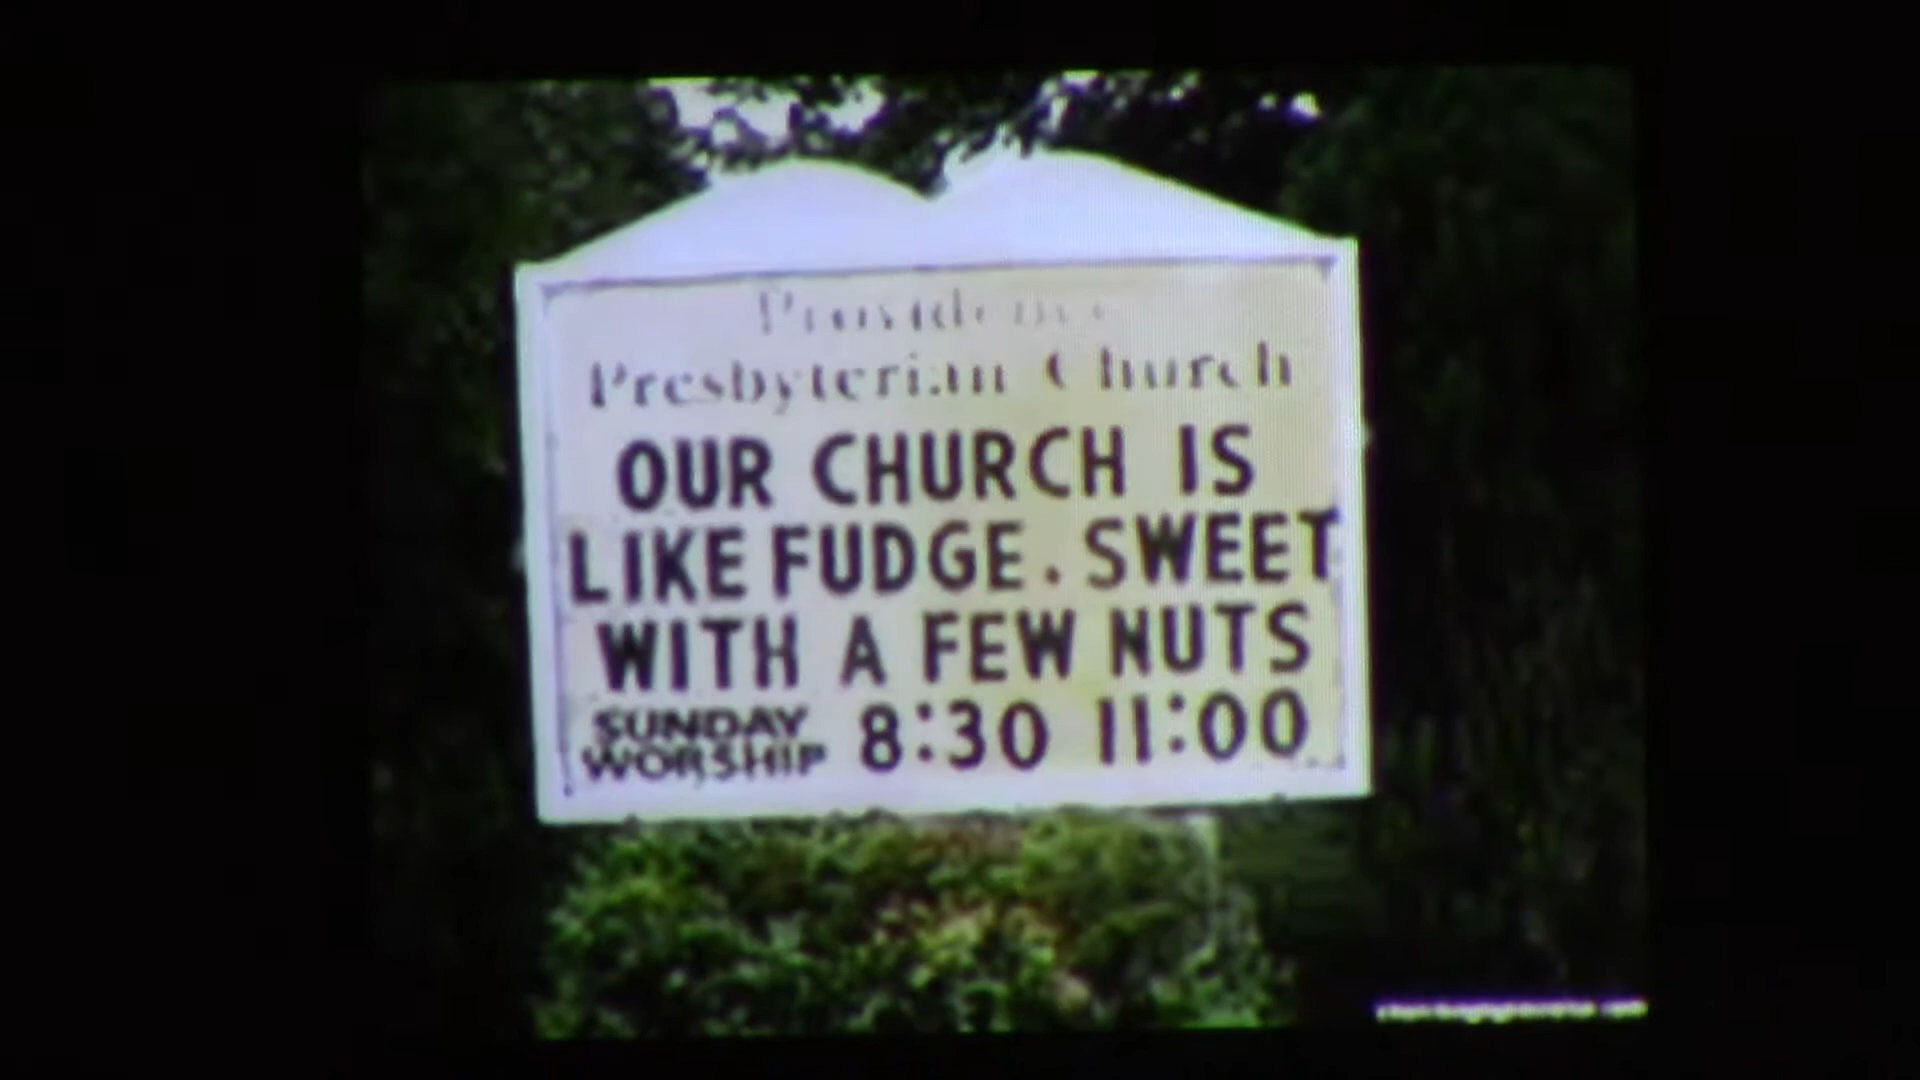 Providence
Presbyterian Church
OUR CHURCH IS
LIKE FUDGE. SWEET
WITH A FEW NUTS
SUNDAY
WORSHIP 8:30 11:00